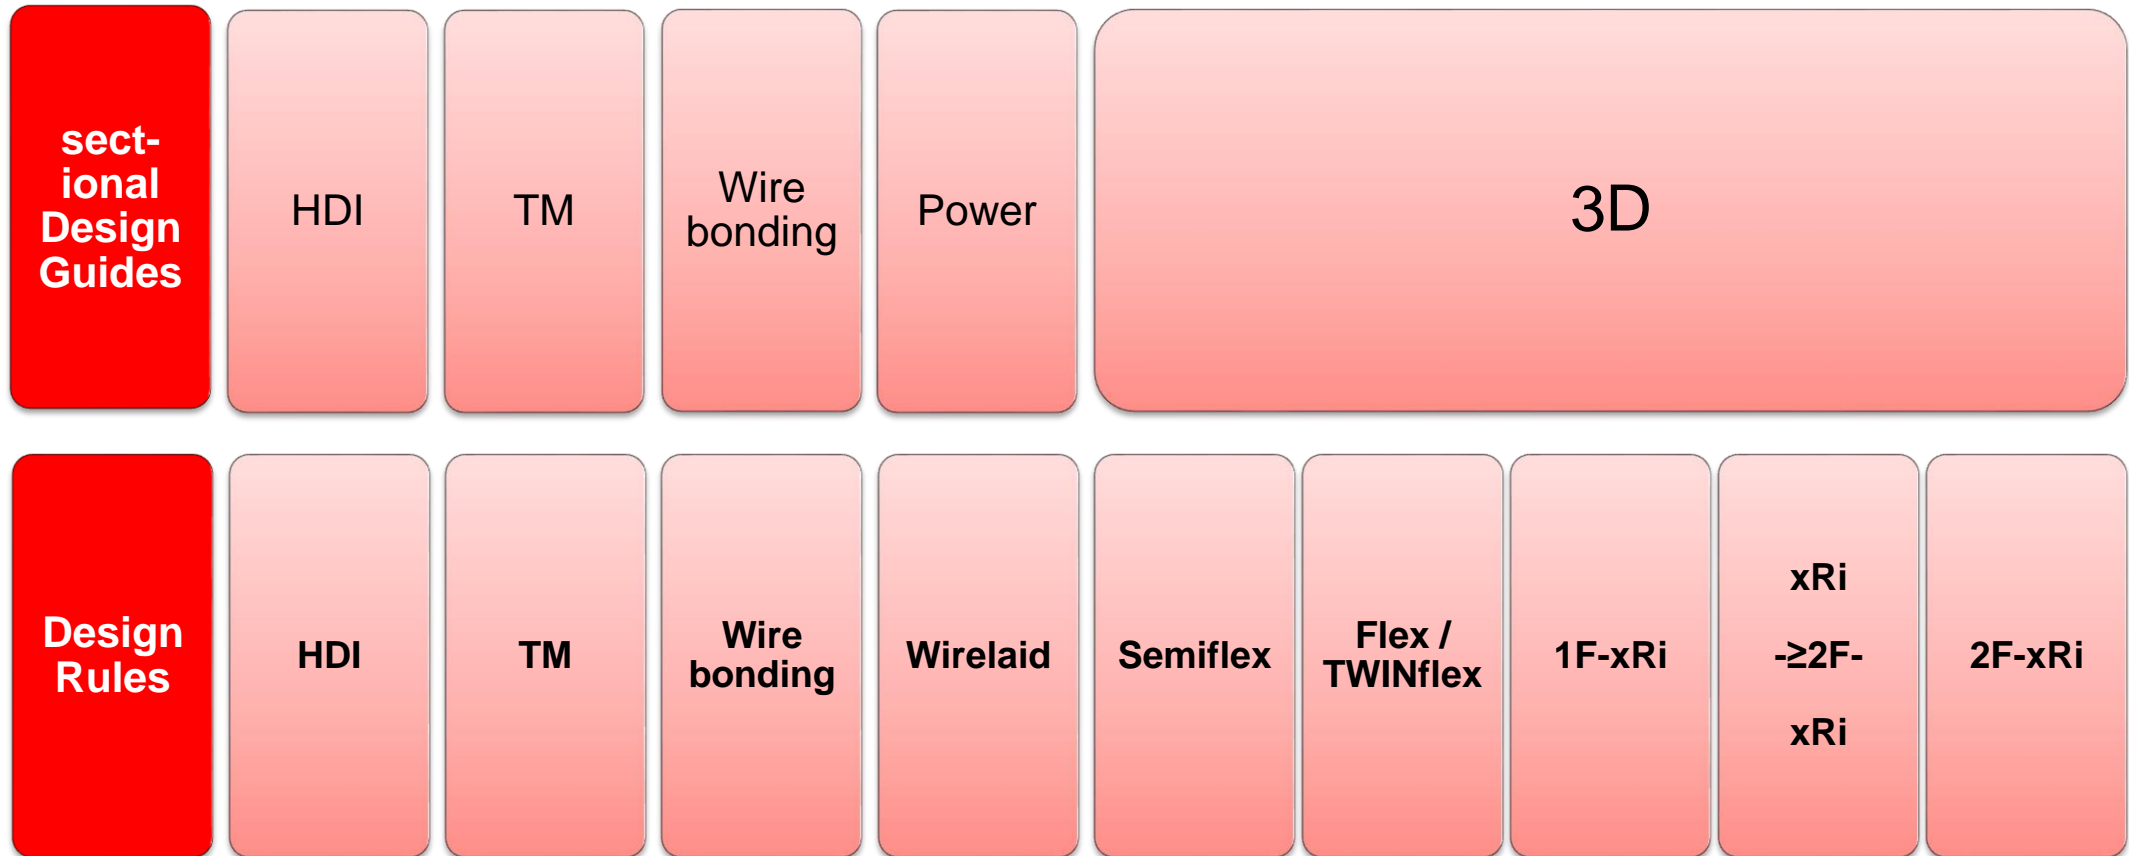 sect-
ional
Design
Guides
HDI
TM
Wire
bonding
Power
3D
Design
Rules
HDI
TM
Wire
bonding
Wirelaid
Semiflex
Flex /
TWINflex
1F-xRi
xRi
-≥2F-
xRi
2F-xRi